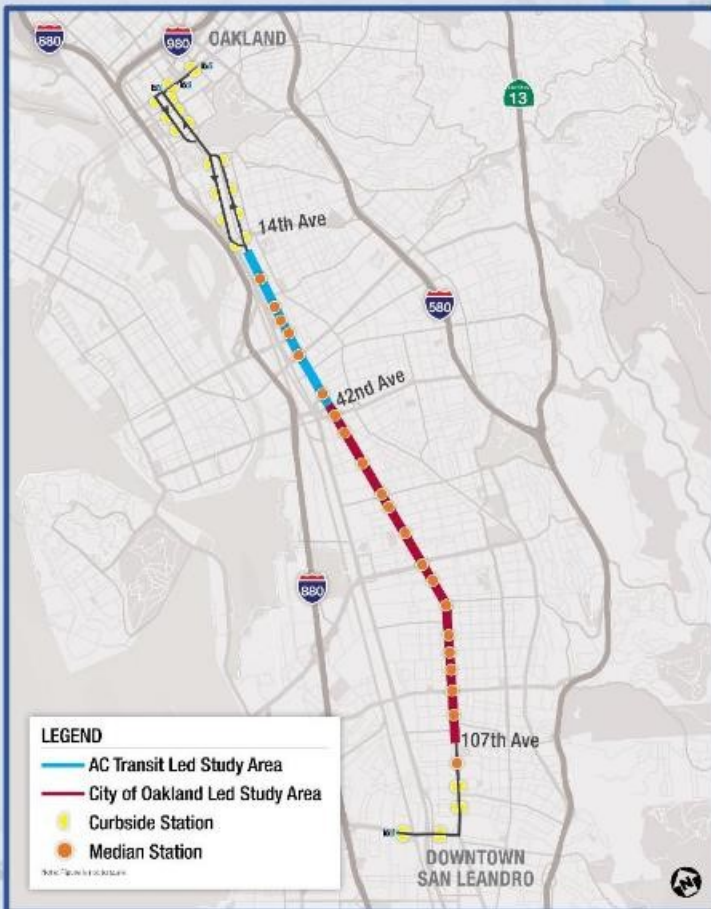 880
980
OAKLAND
13
14th Ave
580
42nd Ave
880
107th Ave
LEGEND
AC Transit Led Study Area
City of Oakland Led Study Area
Curbside Station
Median Station
DOWNTOWN
SAN LEANDRO
N